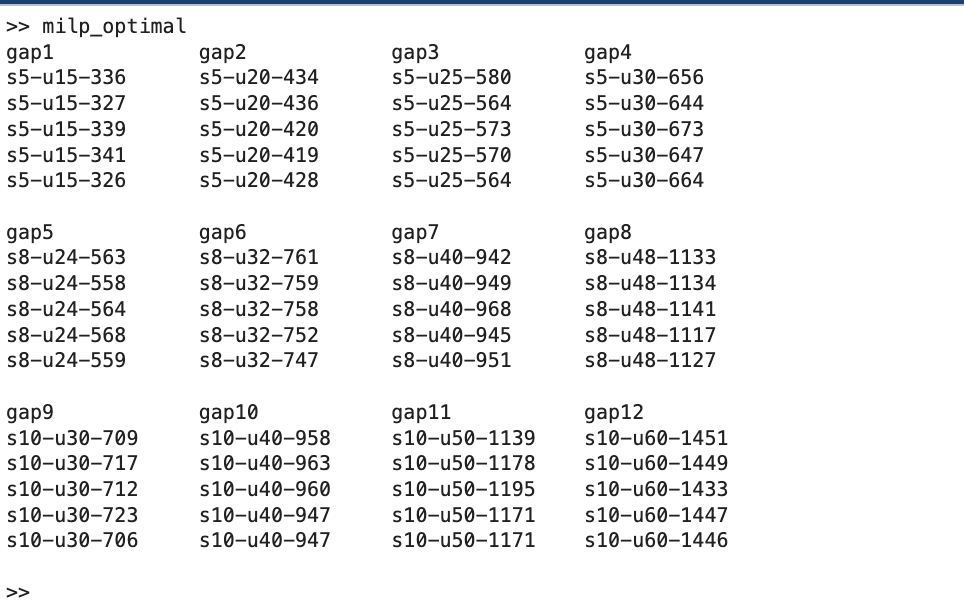 >> milp_optimal
gap1 gap2 gap3 gap4
s5-u15-336 s5-u20-434 s5-u25-580 s5-u30-656
s5-u15-327 s5-u20-436 s5-u25-564 s5-u30-644
s5-u15-339 s5-u20-420 s5-u25-573 s5-u30-673
s5-u15-341 s5-u20-419 s5-u25-570 s5-u30-647
s5-u15-326 s5-u20-428 s5-u25-564 s5-u30-664
gap5 gap6 gap7 gap8
s8-u24-563 s8-u32-761 s8-u40-942 s8-u48-1133
s8-u24-558 s8-u32-759 s8-u40-949 s8-u48-1134
s8-u24-564 s8-u32-758 s8-u40-968 s8-u48-1141
s8-u24-568 s8-u32-752 s8-u40-945 s8-u48-1117
s8-u24-559 s8-u32-747 s8-u40-951 s8-u48-1127
gap9 gap10 gap11 gap12
s10-u30-709 s10-u40-958 s10-u50-1139 s10-u60-1451
s10-u30-717 s10-u40-963 s10-u50-1178 s10-u60-1449
s10-u30-712 s10-u40-960 s10-u50-1195 s10-u60-1433
s10-u30-723 s10-u40-947 s10-u50-1171 s10-u60-1447
s10-u30-706 s10-u40-947 s10-u50-1171 s10-u60-1446
>>